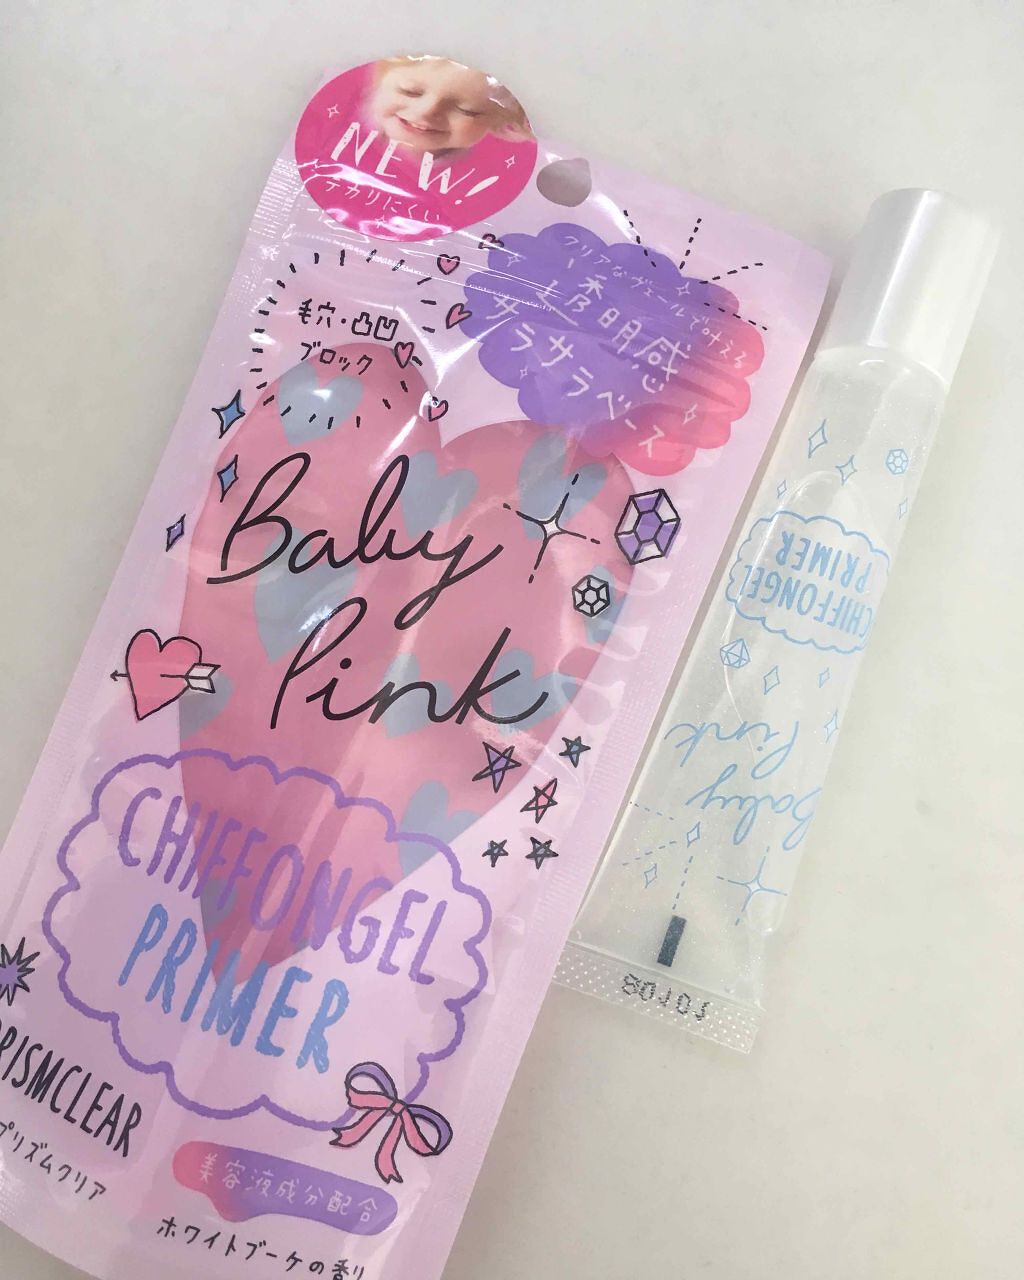 NEW!
テカリにくい
毛穴・凸凹
ブロック
クリアなヴェールで叶える
透明感
サラサラベース
Baby
Pink
CHIFFONGEL
PRIMER
PRISMCLEAR
プリズムクリア
美容液成分配合
ホワイトブーケの香り
Baby
Pink
CHIFFONGEL
PRIMER